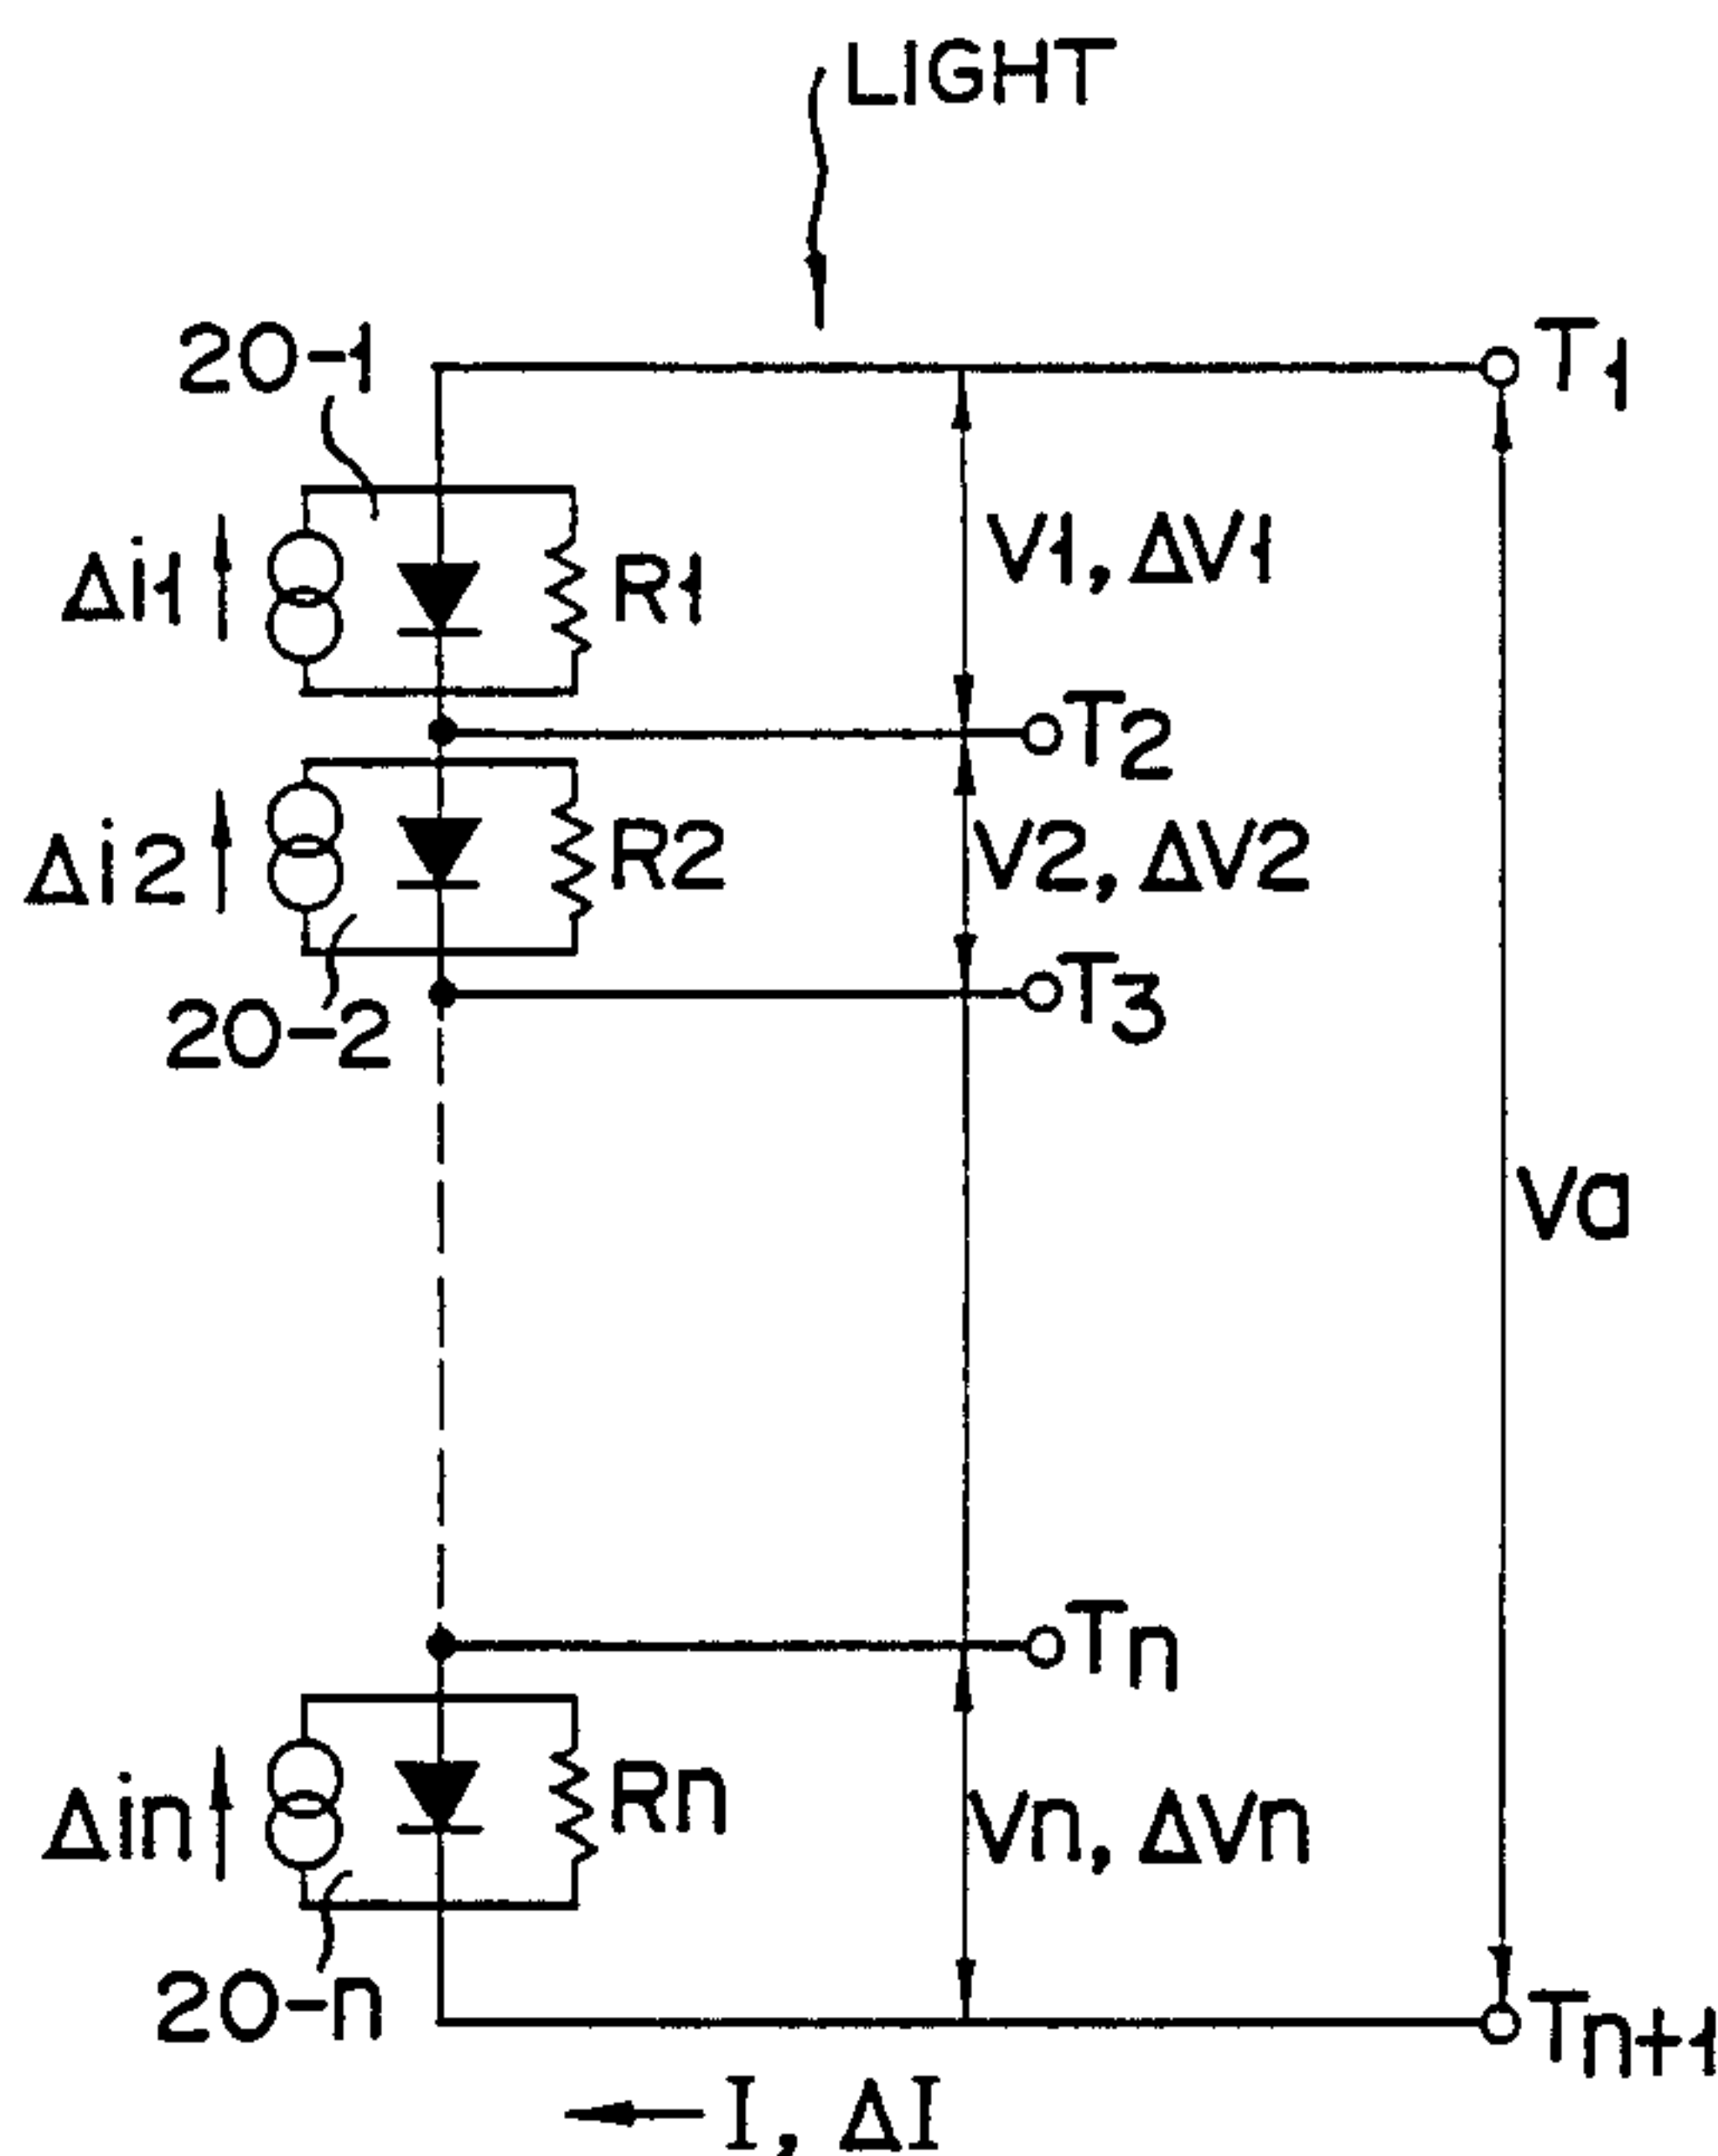 LIGHT
T1
20-1
Δi1
R1
V1, ΔV1
T2
Δi2
R2
V2, ΔV2
T3
20-2
Va
Tn
Δin
Rn
Vn, ΔVn
20-n
Tn+1
I, ΔI